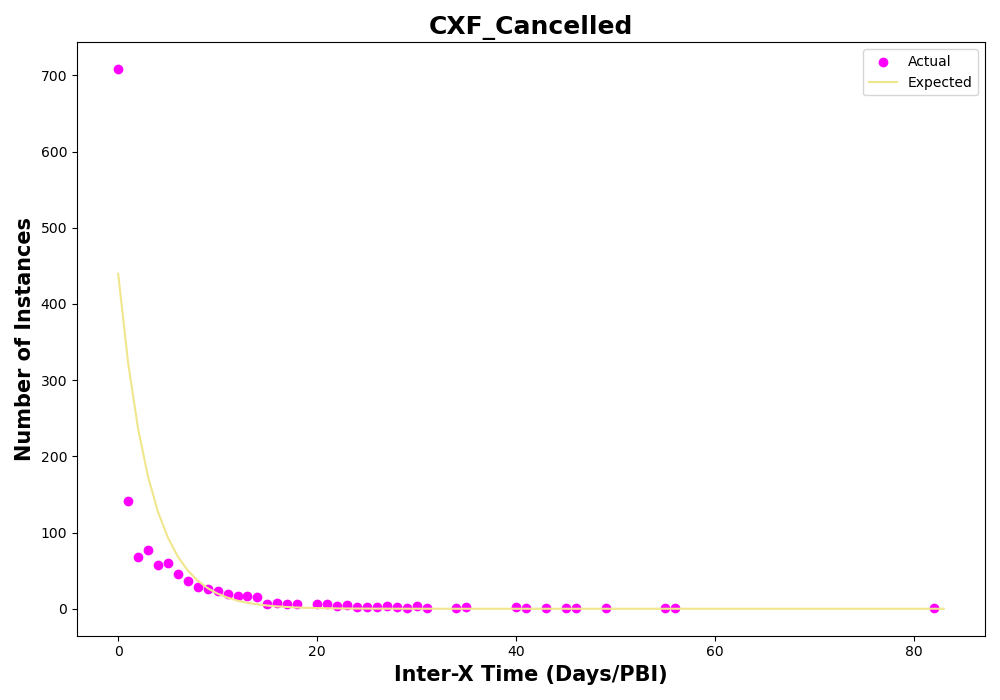 CXF_Cancelled
Actual
Expected
Number of Instances
700
600
500
400
300
200
100
0
0 20 40 60 80
Inter-X Time (Days/PBI)